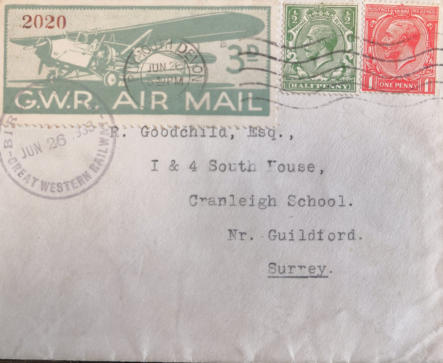 2020
3D
G.W.R. AIR MAIL
HALFPENNY
ONE PENNY
JUN 26 1933
GREAT WESTERN RAILWAY
R. Goodchild, Esq.,
I & 4 South House,
Cranleigh School.
Nr. Guildford.
Surrey.